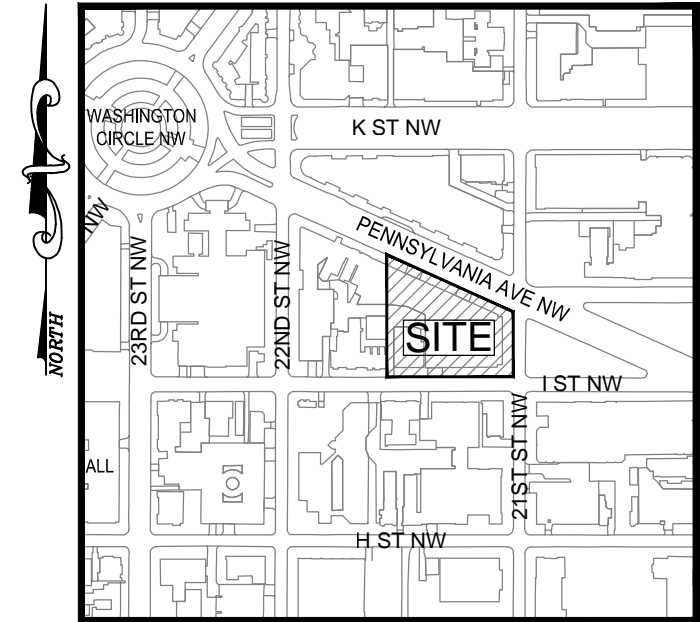 WASHINGTON
CIRCLE NW
K ST NW
NW
PENNSYLVANIA AVE NW
23RD ST NW
22ND ST NW
SITE
NORTH
I ST NW
21ST ST NW
ALL
H ST NW